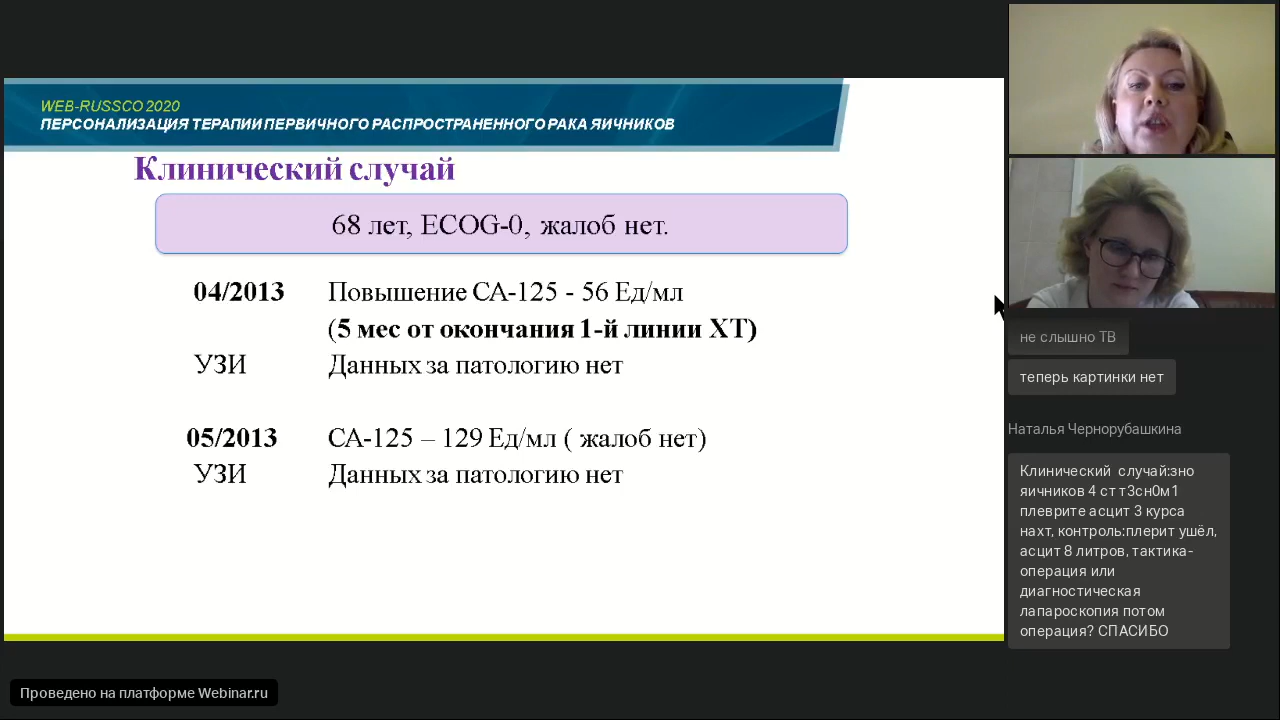 WEB-RUSSCO 2020
ПЕРСОНАЛИЗАЦИЯ ТЕРАПИИ ПЕРВИЧНОГО РАСПРОСТРАНЕННОГО РАКА ЯИЧНИКОВ
Клинический случай
68 лет, ECOG-0, жалоб нет.
04/2013 Повышение СА-125 - 56 Ед/мл
(5 мес от окончания 1-й линии ХТ)
УЗИ Данных за патологию нет
05/2013 СА-125 – 129 Ед/мл ( жалоб нет)
УЗИ Данных за патологию нет
не слышно ТВ
теперь картинки нет
Наталья Чернорубашкина
Клинический случай:зно
яичников 4 ст т3сн0м1
плеврите асцит 3 курса
нахт, контроль:плерит ушёл,
асцит 8 литров, тактика-
операция или
диагностическая
лапароскопия потом
операция? СПАСИБО
Проведено на платформе Webinar.ru